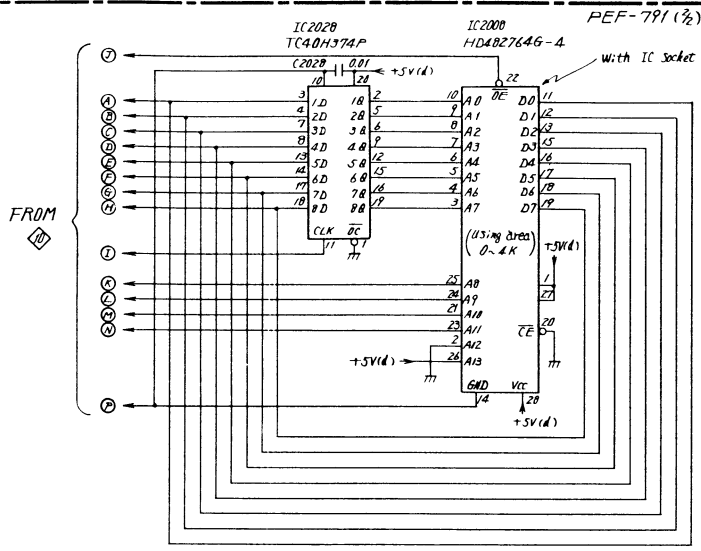 PEF-791 (2/2)
IC202B
TC40H374P
IC200B
HD482764G-4
With IC Socket
C202B 0.01
+5V(d)
10
20
22
OE
J
A 3 1D 1Q 2 10 A0 D0 11
B 4 2D 2Q 5 9 A1 D1 12
C 7 3D 3Q 6 8 A2 D2 13
D 8 4D 4Q 9 7 A3 D3 15
E 13 5D 5Q 12 6 A4 D4 16
F 14 6D 6Q 15 5 A5 D5 17
G 17 7D 7Q 16 4 A6 D6 18
H 18 8D 8Q 19 3 A7 D7 19
CLK OC
11 1
FROM
10
I
(Using area)
0~4K
+5V(d)
K 25 A8 1
L 24 A9 27
M 21 A10
N 23 A11 CE 20
2 A12
+5V(d) 26 A13
GND VCC
P 14 28
+5V(d)